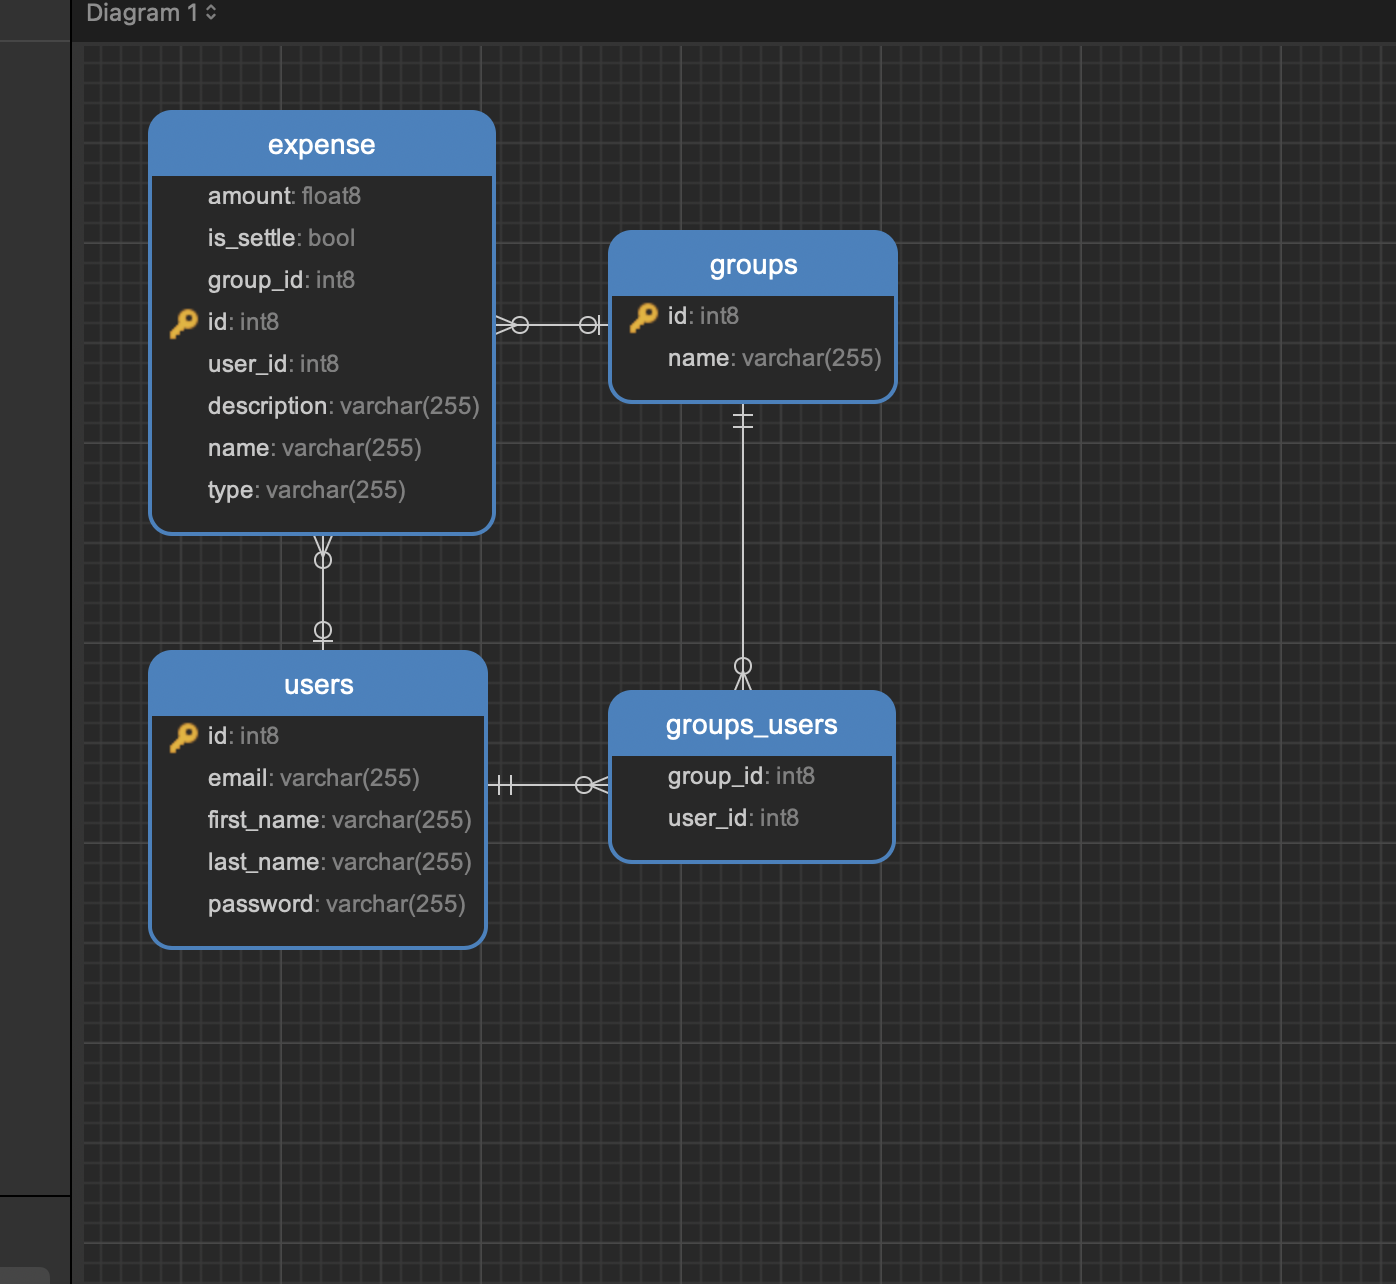 Diagram 1
expense
amount: float8
is_settle: bool
group_id: int8
id: int8
user_id: int8
description: varchar(255)
name: varchar(255)
type: varchar(255)
groups
id: int8
name: varchar(255)
users
id: int8
email: varchar(255)
first_name: varchar(255)
last_name: varchar(255)
password: varchar(255)
groups_users
group_id: int8
user_id: int8